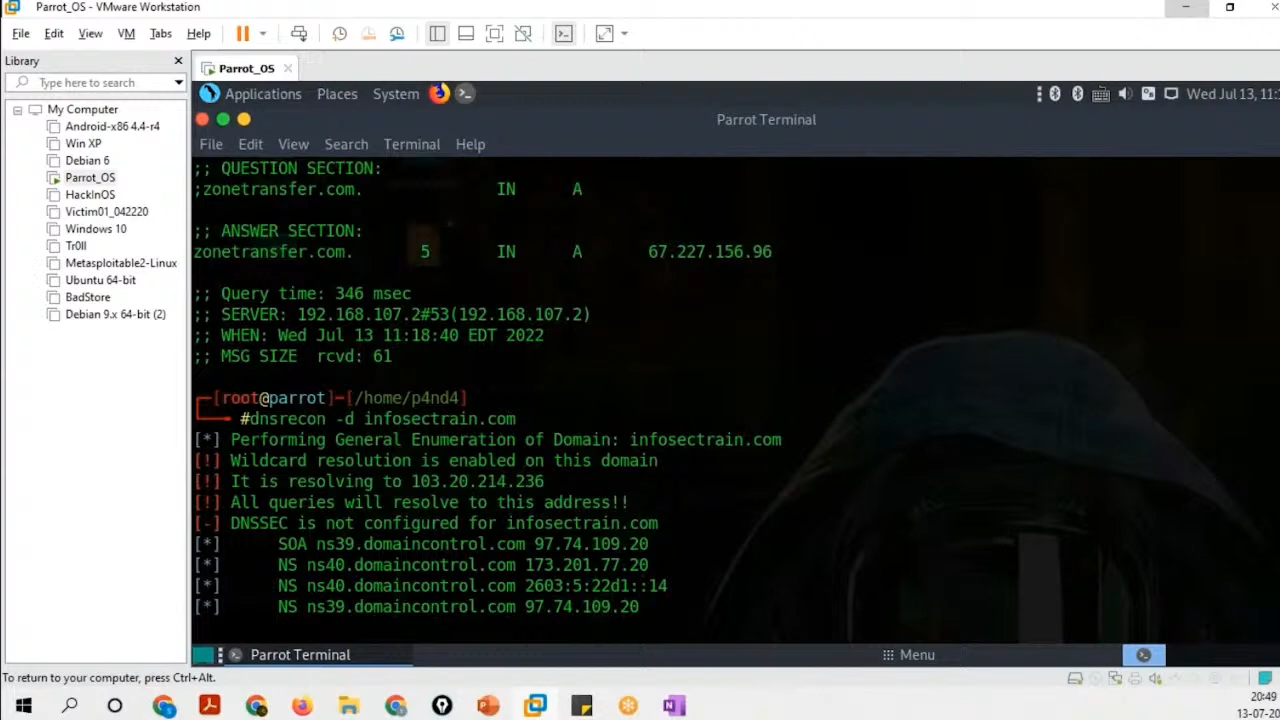 Parrot_OS - VMware Workstation
File Edit View VM Tabs Help
Library
Type here to search
My Computer
Android-x86 4.4-r4
Win XP
Debian 6
Parrot_OS
HackInOS
Victim01_042220
Windows 10
Tr0ll
Metasploitable2-Linux
Ubuntu 64-bit
BadStore
Debian 9.x 64-bit (2)
Parrot_OS
Applications Places System
Wed Jul 13, 11:
Parrot Terminal
File Edit View Search Terminal Help
;; QUESTION SECTION:
;zonetransfer.com. IN A
;; ANSWER SECTION:
zonetransfer.com. 5 IN A 67.227.156.96
;; Query time: 346 msec
;; SERVER: 192.168.107.2#53(192.168.107.2)
;; WHEN: Wed Jul 13 11:18:40 EDT 2022
;; MSG SIZE rcvd: 61
[root@parrot]-[/home/p4nd4]
#dnsrecon -d infosectrain.com
[*] Performing General Enumeration of Domain: infosectrain.com
[!] Wildcard resolution is enabled on this domain
[!] It is resolving to 103.20.214.236
[!] All queries will resolve to this address!!
[-] DNSSEC is not configured for infosectrain.com
[*] SOA ns39.domaincontrol.com 97.74.109.20
[*] NS ns40.domaincontrol.com 173.201.77.20
[*] NS ns40.domaincontrol.com 2603:5:22d1::14
[*] NS ns39.domaincontrol.com 97.74.109.20
Parrot Terminal
Menu
To return to your computer, press Ctrl+Alt.
20:49
13-07-20